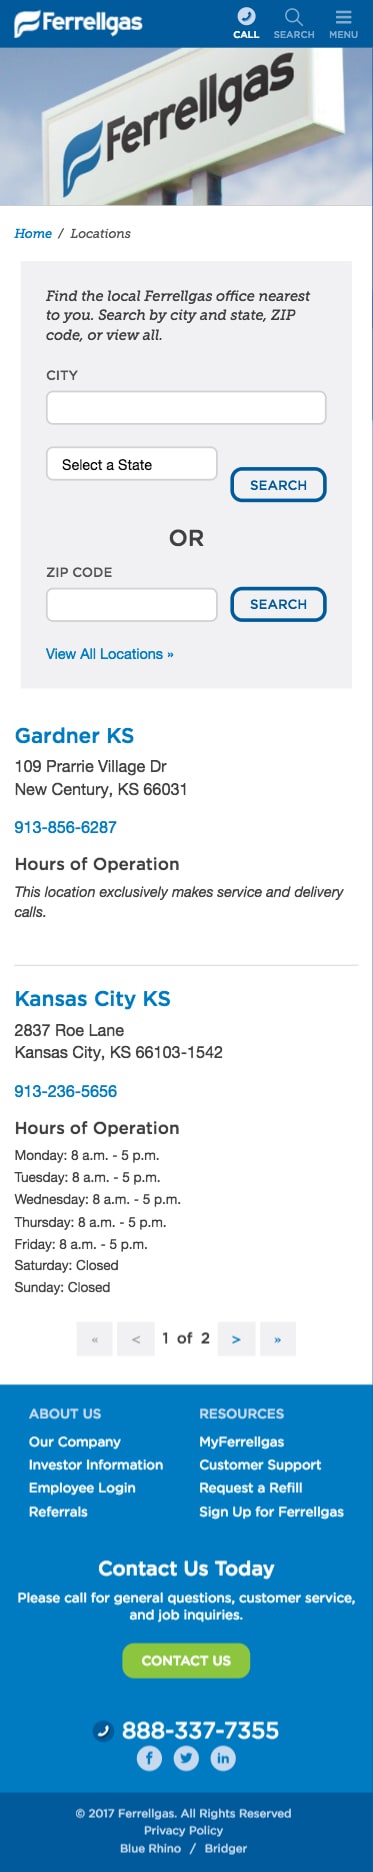 Ferrellgas
CALL SEARCH MENU
Ferrellgas
Home / Locations
Find the local Ferrellgas office nearest
to you. Search by city and state, ZIP
code, or view all.
CITY
Select a State
SEARCH
OR
ZIP CODE
SEARCH
View All Locations »
Gardner KS
109 Prarrie Village Dr
New Century, KS 66031
913-856-6287
Hours of Operation
This location exclusively makes service and delivery
calls.
Kansas City KS
2837 Roe Lane
Kansas City, KS 66103-1542
913-236-5656
Hours of Operation
Monday: 8 a.m. - 5 p.m.
Tuesday: 8 a.m. - 5 p.m.
Wednesday: 8 a.m. - 5 p.m.
Thursday: 8 a.m. - 5 p.m.
Friday: 8 a.m. - 5 p.m.
Saturday: Closed
Sunday: Closed
« < 1 of 2 > »
ABOUT US
Our Company
Investor Information
Employee Login
Referrals
RESOURCES
MyFerrellgas
Customer Support
Request a Refill
Sign Up for Ferrellgas
Contact Us Today
Please call for general questions, customer service,
and job inquiries.
CONTACT US
888-337-7355
© 2017 Ferrellgas. All Rights Reserved
Privacy Policy
Blue Rhino / Bridger